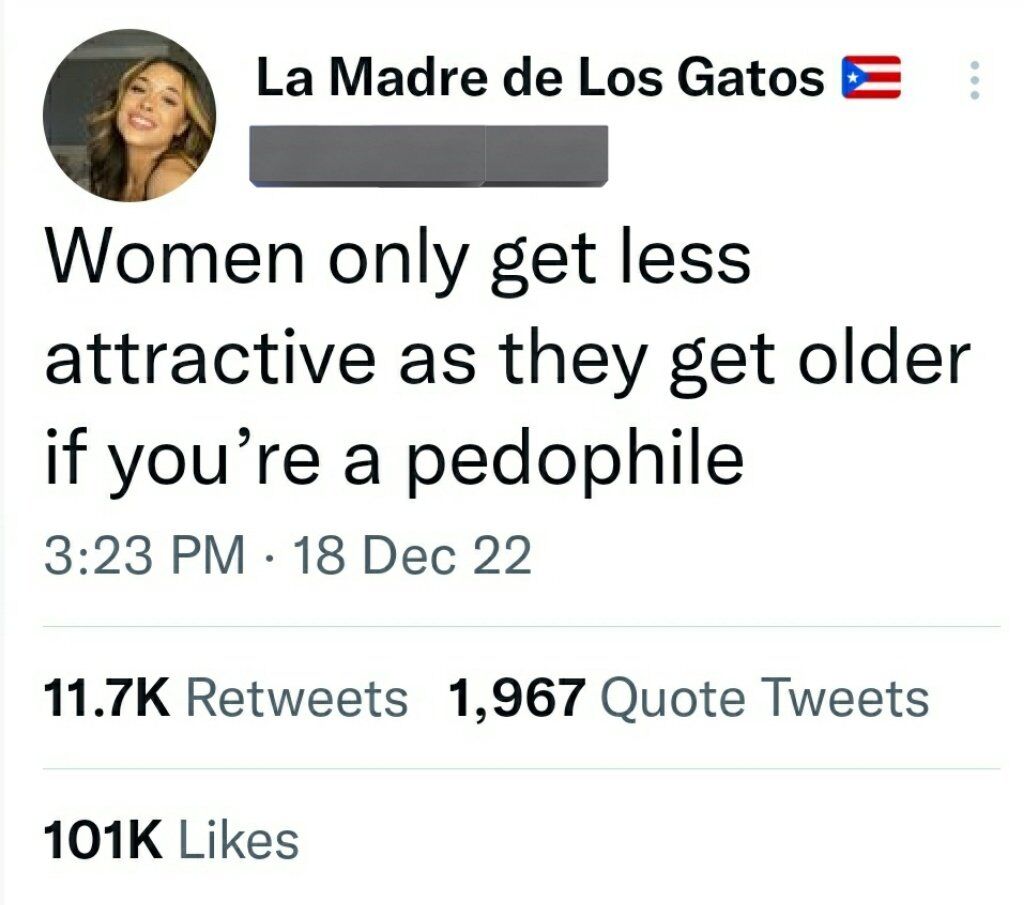 La Madre de Los Gatos 🇵🇷
Women only get less
attractive as they get older
if you’re a pedophile
3:23 PM · 18 Dec 22
11.7K Retweets 1,967 Quote Tweets
101K Likes